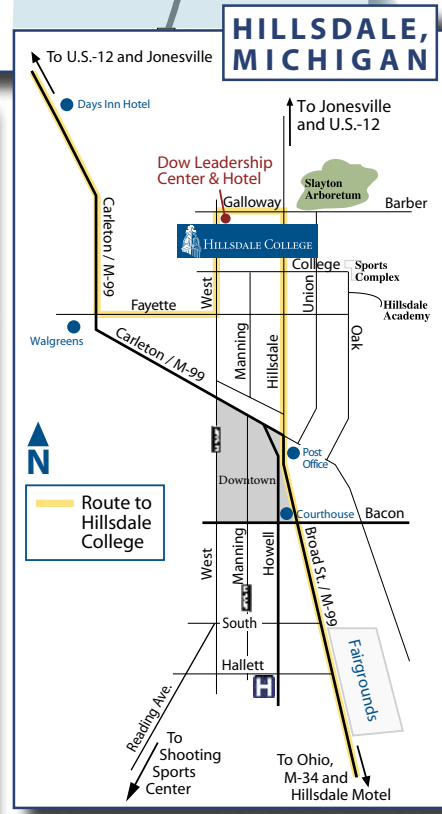 HILLSDALE,
MICHIGAN
To U.S.-12 and Jonesville
Days Inn Hotel
To Jonesville
and U.S.-12
Dow Leadership
Center & Hotel
Slayton
Arboretum
Galloway
Barber
HILLSDALE COLLEGE
Carleton / M-99
West
College
Sports
Complex
Union
Hillsdale
Academy
Fayette
Walgreens
Carleton / M-99
Manning
Hillsdale
Oak
N
Post
Office
Downtown
Route to
Hillsdale
College
Courthouse
Bacon
West
Manning
Howell
Broad St. / M-99
South
Hallett
H
Fairgrounds
Reading Ave.
To
Shooting
Sports
Center
To Ohio,
M-34 and
Hillsdale Motel